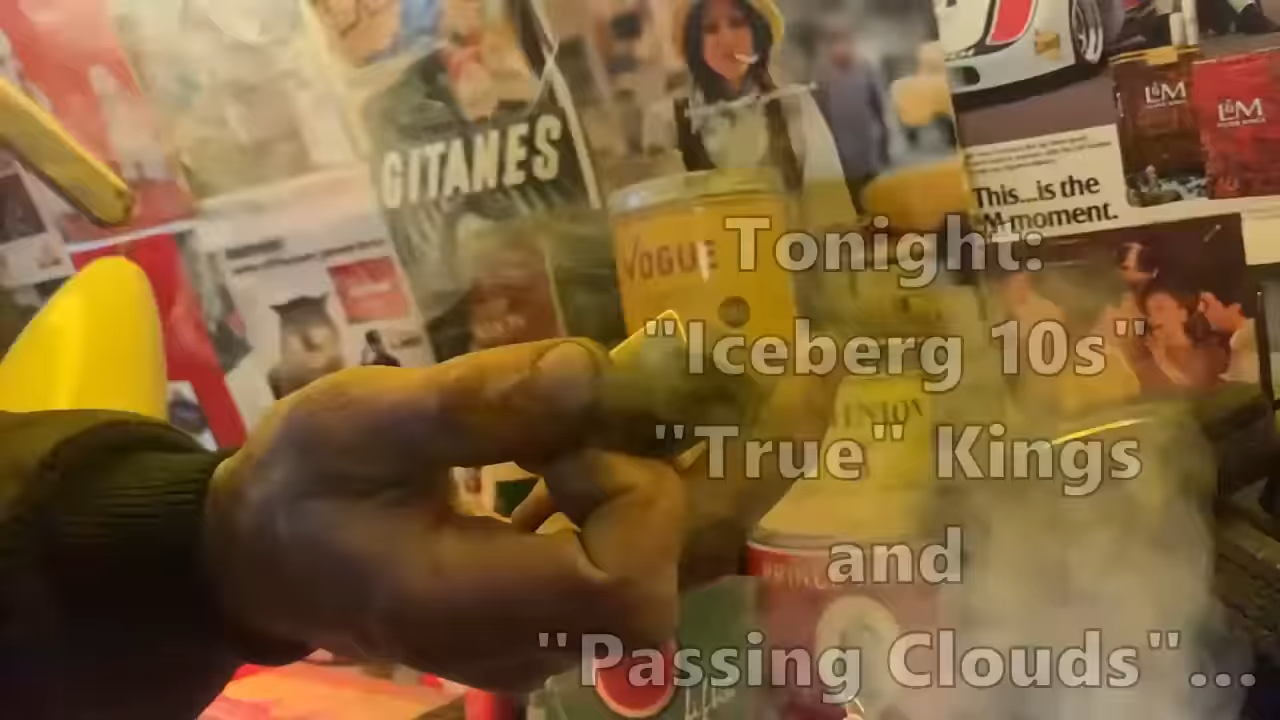 GITANES
VOGUE
L&M
L&M
This...is the
L&M moment.
Tonight:
"Iceberg 10s"
"True" Kings
and
"Passing Clouds"...